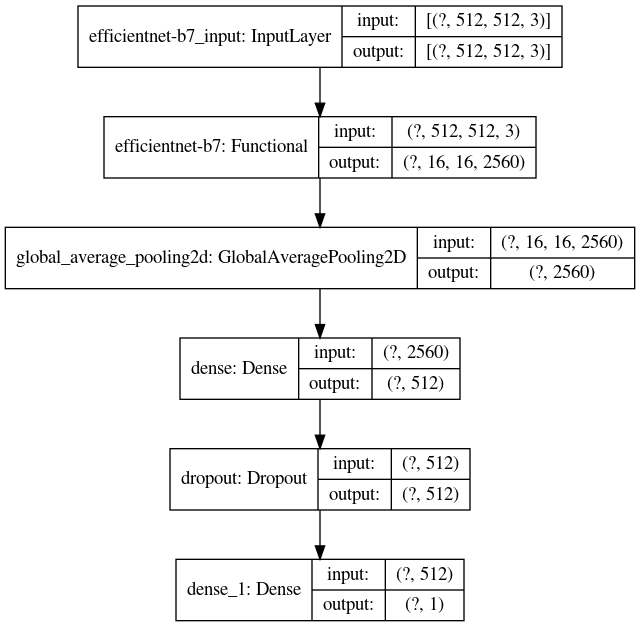 efficientnet-b7_input: InputLayer
input: [(?, 512, 512, 3)]
output: [(?, 512, 512, 3)]
efficientnet-b7: Functional
input: (?, 512, 512, 3)
output: (?, 16, 16, 2560)
global_average_pooling2d: GlobalAveragePooling2D
input: (?, 16, 16, 2560)
output: (?, 2560)
dense: Dense
input: (?, 2560)
output: (?, 512)
dropout: Dropout
input: (?, 512)
output: (?, 512)
dense_1: Dense
input: (?, 512)
output: (?, 1)